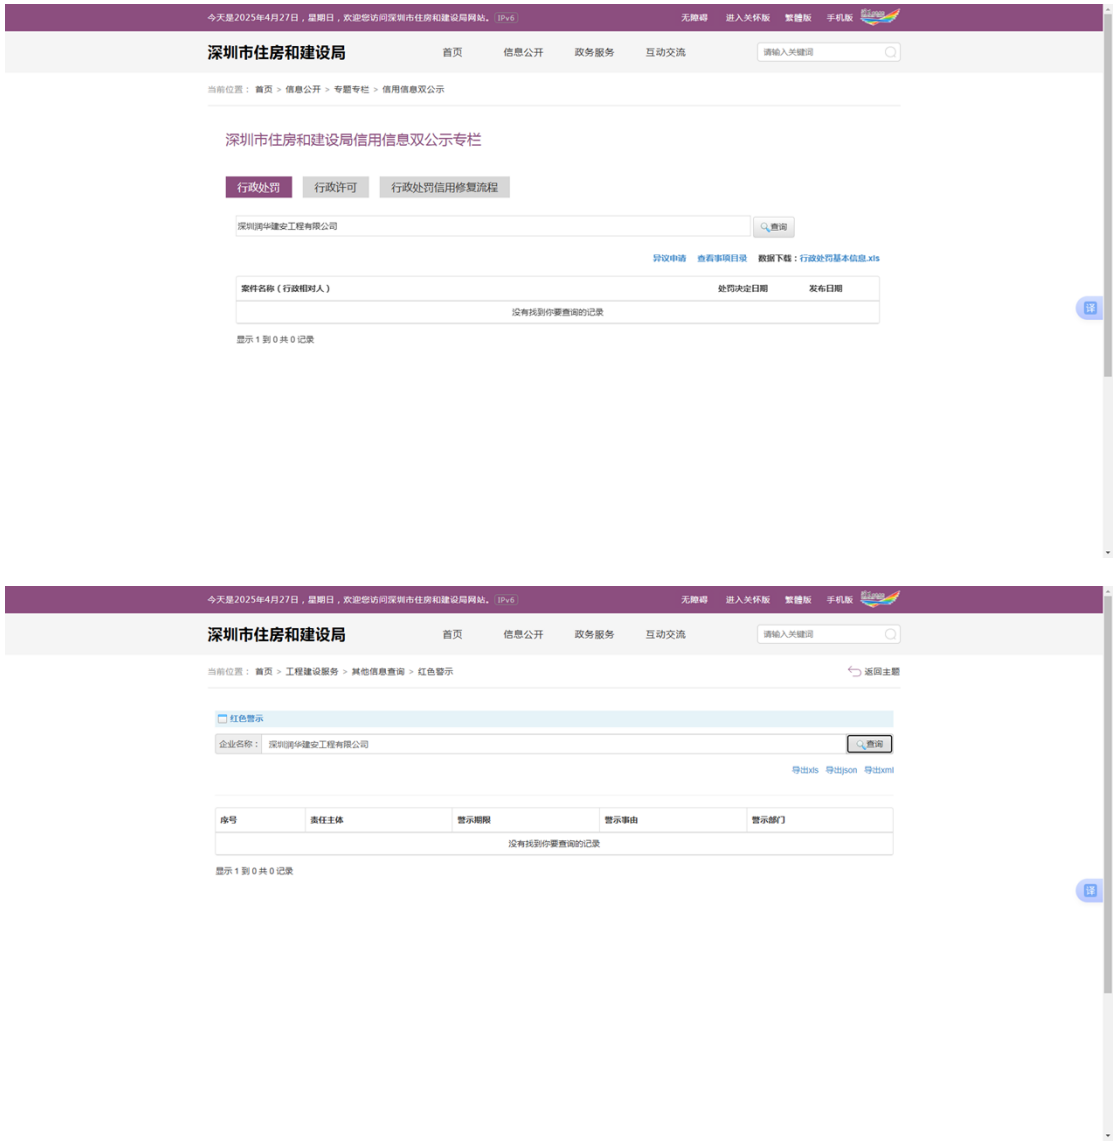 今天是2025年4月27日，星期日，欢迎您访问深圳市住房和建设局网站。 IPv6 无障碍 进入关怀版 繁體版 手机版
深圳市住房和建设局 首页 信息公开 政务服务 互动交流 请输入关键词
当前位置： 首页 > 信息公开 > 专题专栏 > 信用信息双公示
深圳市住房和建设局信用信息双公示专栏
行政处罚 行政许可 行政处罚信用修复流程
深圳润华建安工程有限公司 查询
异议申请 查看事项目录 数据下载：行政处罚基本信息.xls
案件名称（行政相对人） 处罚决定日期 发布日期
没有找到你要查询的记录
译
显示 1 到 0 共 0 记录
今天是2025年4月27日，星期日，欢迎您访问深圳市住房和建设局网站。 IPv6 无障碍 进入关怀版 繁體版 手机版
深圳市住房和建设局 首页 信息公开 政务服务 互动交流 请输入关键词
当前位置： 首页 > 工程建设服务 > 其他信息查询 > 红色警示 返回主题
红色警示
企业名称： 深圳润华建安工程有限公司 查询
导出xls 导出json 导出xml
序号 责任主体 警示期限 警示事由 警示部门
没有找到你要查询的记录
显示 1 到 0 共 0 记录
译